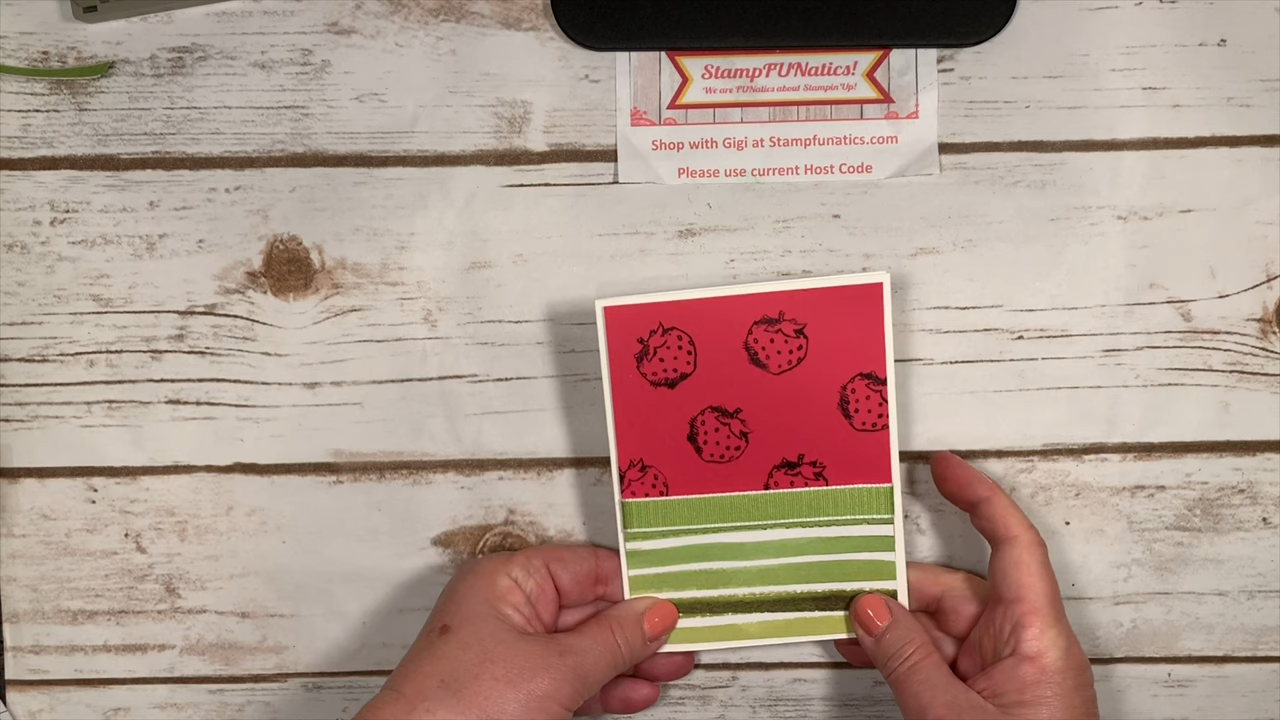 StampFUNatics!
We are FUNatics about Stampin'Up!
Shop with Gigi at Stampfunatics.com
Please use current Host Code